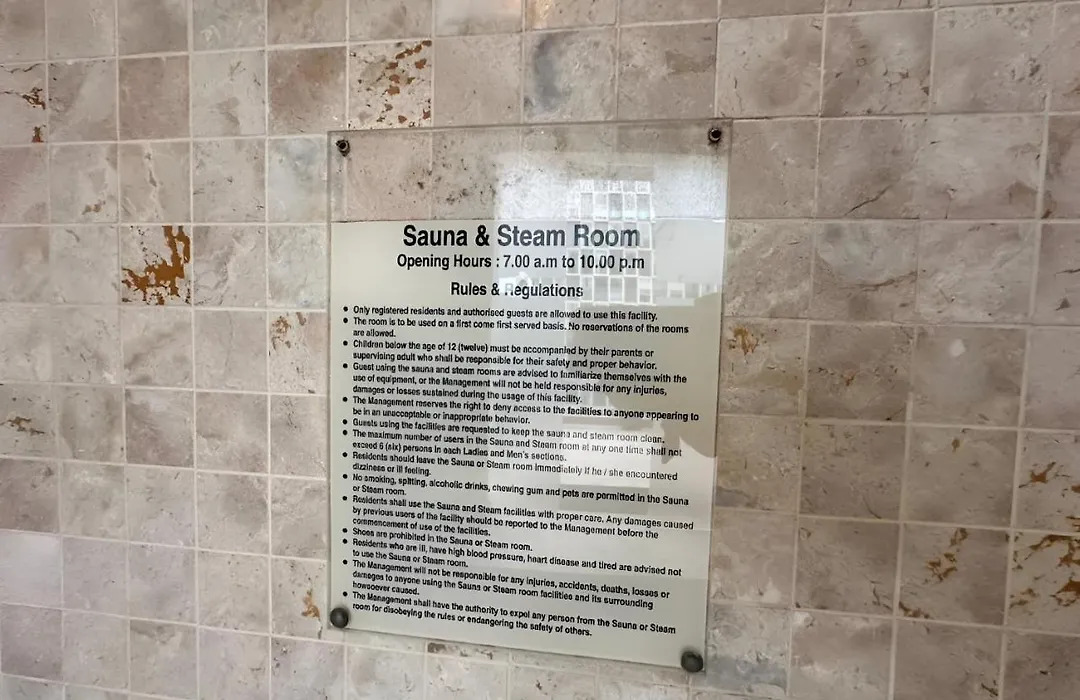 Sauna & Steam Room
Opening Hours : 7.00 a.m to 10.00 p.m
Rules & Regulations
• Only registered residents and authorised guests are allowed to use this facility.
• The room is to be used on a first come first served basis. No reservations of the rooms
are allowed.
• Children below the age of 12 (twelve) must be accompanied by their parents or
supervising adult who shall be responsible for their safety and proper behavior.
• Guest using the sauna and steam rooms are advised to familiarize themselves with the
use of equipment, or the Management will not be held responsible for any injuries,
damages or losses sustained during the usage of this facility.
• The Management reserves the right to deny access to the facilities to anyone appearing to
be in an unacceptable or inappropriate behavior.
• Guests using the facilities are requested to keep the sauna and steam room clean.
• The maximum number of users in the Sauna and Steam room at any one time shall not
exceed 6 (six) persons in each Ladies and Men's sections.
• Residents should leave the Sauna or Steam room immediately if he / she encountered
dizziness or ill feeling.
• No smoking, spitting, alcoholic drinks, chewing gum and pets are permitted in the Sauna
or Steam room.
• Residents shall use the Sauna and Steam facilities with proper care. Any damages caused
by previous users of the facility should be reported to the Management before the
commencement of use of the facilities.
• Shoes are prohibited in the Sauna or Steam room.
• Residents who are ill, have high blood pressure, heart disease and tired are advised not
to use the Sauna or Steam room.
• The Management will not be responsible for any injuries, accidents, deaths, losses or
damages to anyone using the Sauna or Steam room facilities and its surrounding
howsoever caused.
• The Management shall have the authority to expel any person from the Sauna or Steam
room for disobeying the rules or endangering the safety of others.